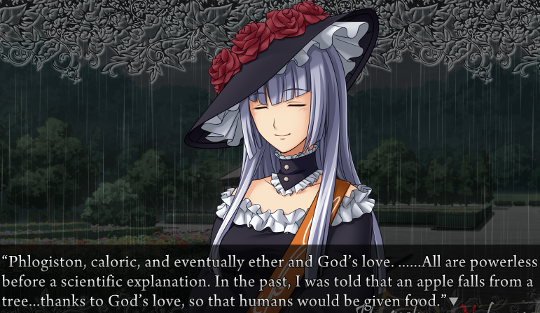 “Phlogiston, caloric, and eventually ether and God’s love. ......All are powerless
before a scientific explanation. In the past, I was told that an apple falls from a
tree...thanks to God’s love, so that humans would be given food.”